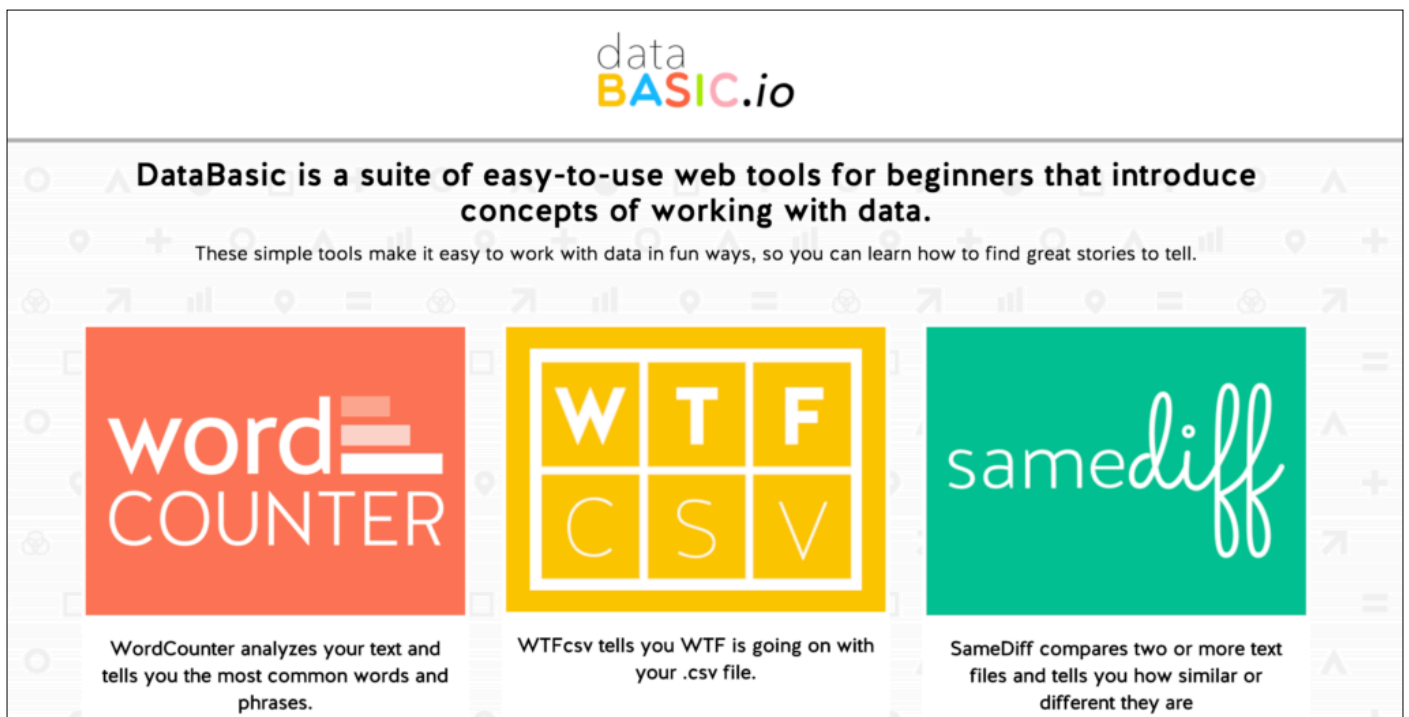 data
BASIC.io
DataBasic is a suite of easy-to-use web tools for beginners that introduce
concepts of working with data.
These simple tools make it easy to work with data in fun ways, so you can learn how to find great stories to tell.
word
COUNTER
WTF
CSV
samediff
WordCounter analyzes your text and
tells you the most common words and
phrases.
WTFcsv tells you WTF is going on with
your .csv file.
SameDiff compares two or more text
files and tells you how similar or
different they are